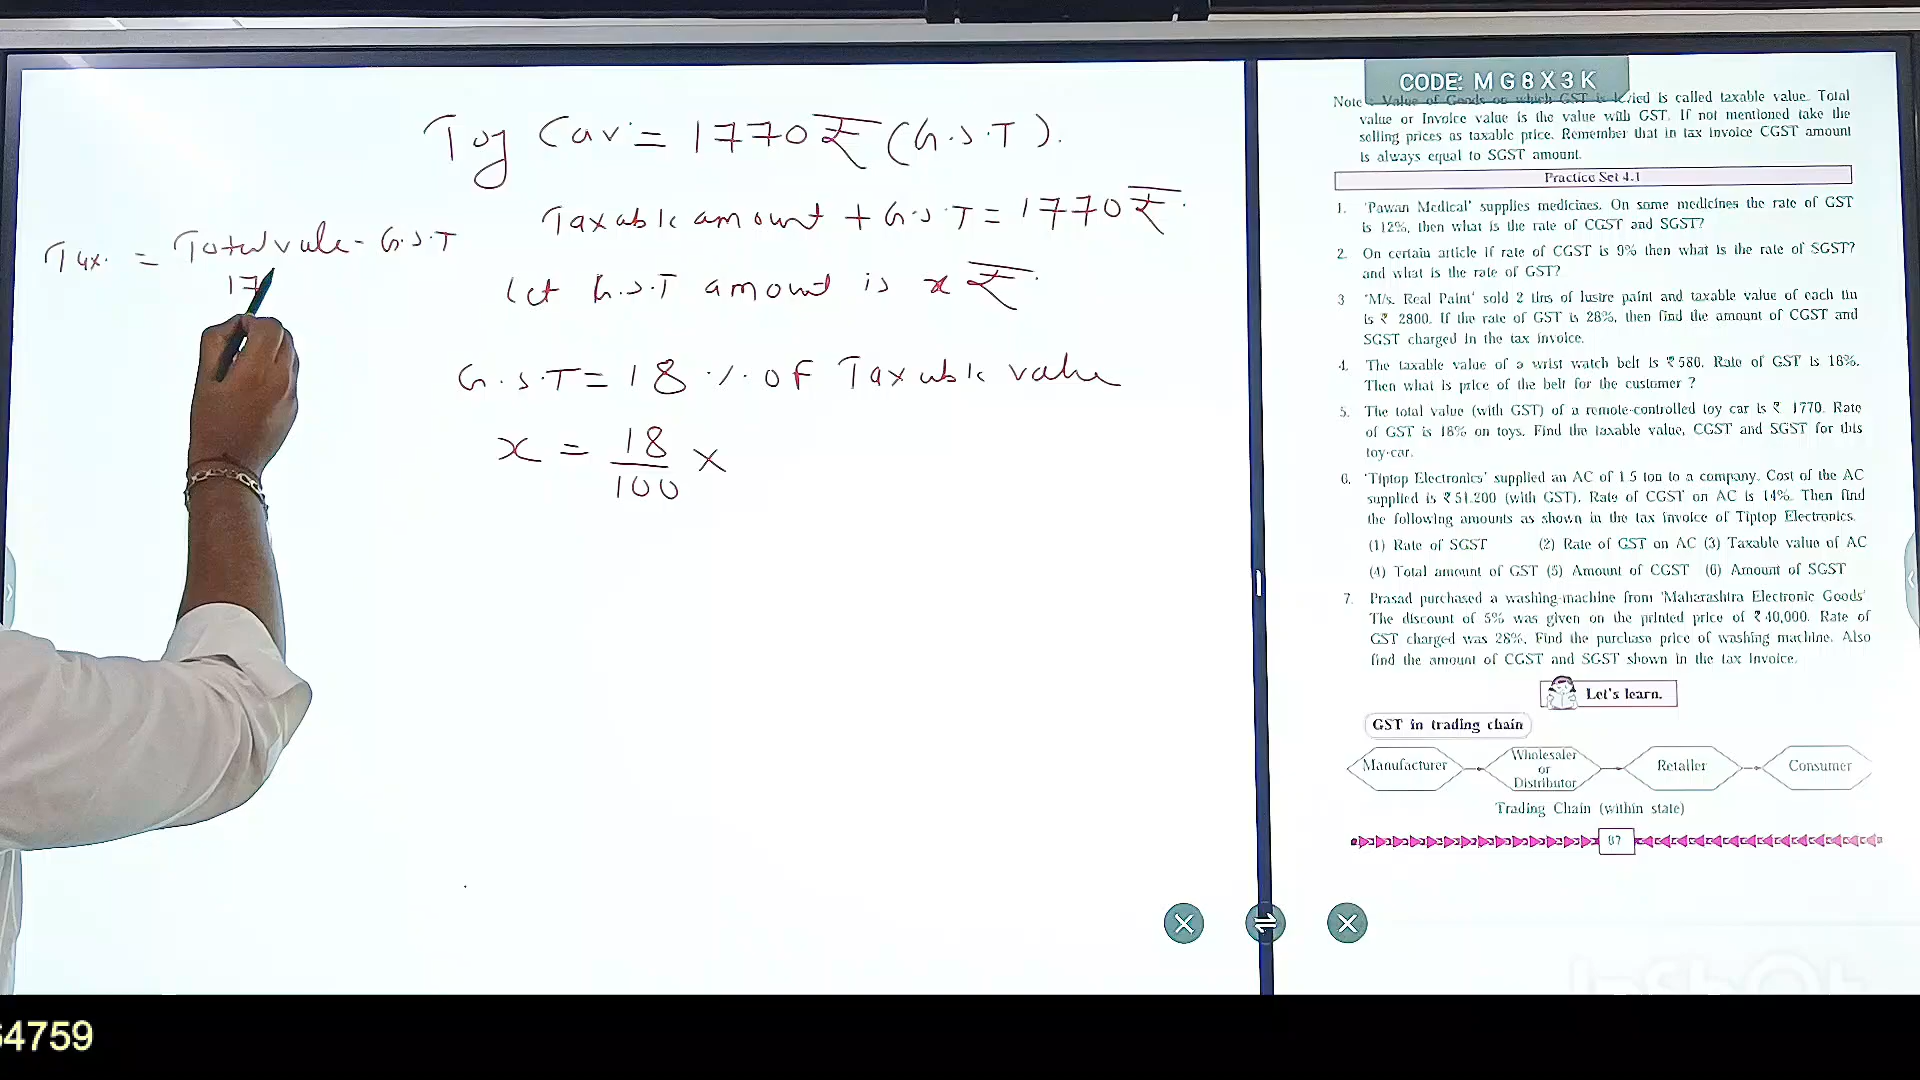 Toy Car = 1770₹ (G.S.T).
Taxable amount + G.S.T = 1770₹.
Tax. = Total vale - G.S.T
17
let G.S.T amount is x ₹.
G.S.T = 18 % OF Taxable value
x = 18/100 ×
CODE: MG8X3K
Note : Value of Goods on which GST is levied is called taxable value. Total
value or Invoice value is the value with GST. If not mentioned take the
selling prices as taxable price. Remember that in tax invoice CGST amount
is always equal to SGST amount.
Practice Set 4.1
1. 'Pawan Medical' supplies medicines. On some medicines the rate of GST
is 12%, then what is the rate of CGST and SGST?
2. On certain article if rate of CGST is 9% then what is the rate of SGST?
and what is the rate of GST?
3 'M/s. Real Paint' sold 2 tins of lustre paint and taxable value of each tin
is ₹ 2800. If the rate of GST is 28%, then find the amount of CGST and
SGST charged in the tax invoice.
4. The taxable value of a wrist watch belt is ₹ 580. Rate of GST is 18%.
Then what is price of the belt for the customer ?
5. The total value (with GST) of a remote-controlled toy car is ₹ 1770. Rate
of GST is 18% on toys. Find the taxable value, CGST and SGST for this
toy-car.
6. 'Tiptop Electronics' supplied an AC of 1.5 ton to a company. Cost of the AC
supplied is ₹ 51,200 (with GST). Rate of CGST on AC is 14%. Then find
the following amounts as shown in the tax invoice of Tiptop Electronics.
(1) Rate of SGST (2) Rate of GST on AC (3) Taxable value of AC
(4) Total amount of GST (5) Amount of CGST (6) Amount of SGST
7. Prasad purchased a washing-machine from 'Maharashtra Electronic Goods'
The discount of 5% was given on the printed price of ₹ 40,000. Rate of
GST charged was 28%. Find the purchase price of washing machine. Also
find the amount of CGST and SGST shown in the tax invoice.
Let's learn.
GST in trading chain
Manufacturer
Wholesaler
or
Distributor
Retailer
Consumer
Trading Chain (within state)
87
64759